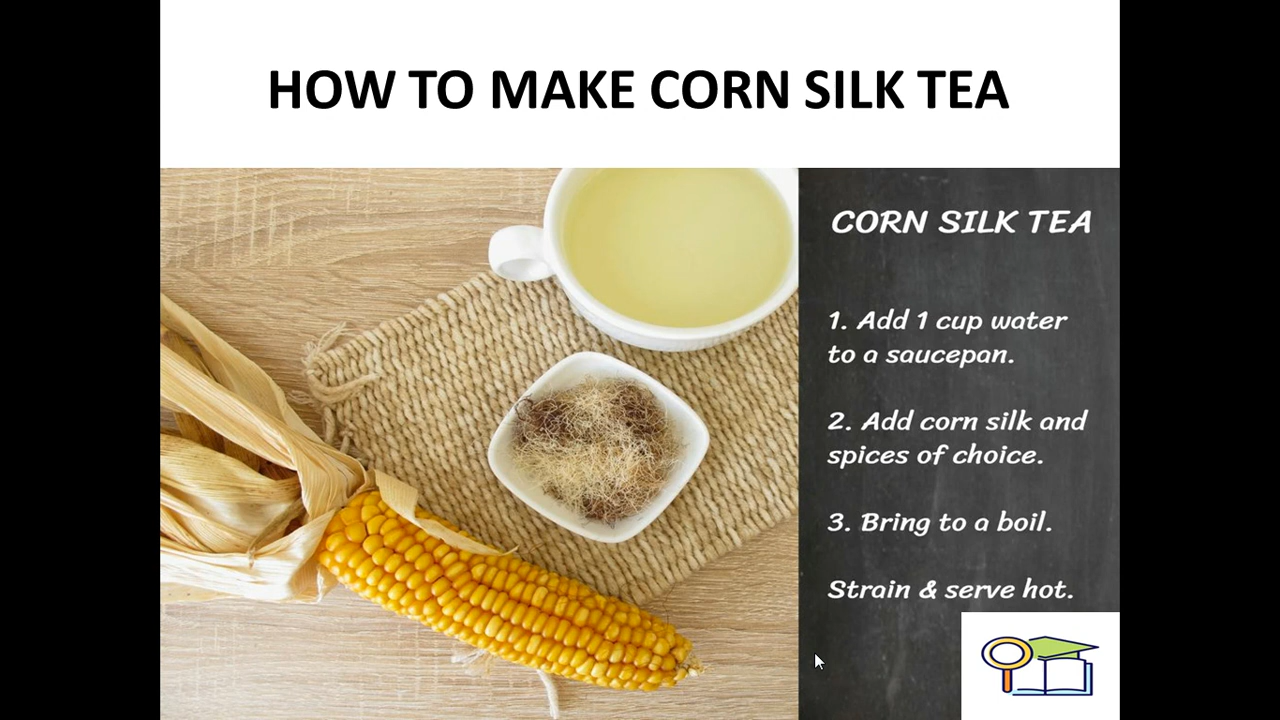 HOW TO MAKE CORN SILK TEA
CORN SILK TEA
1. Add 1 cup water
to a saucepan.
2. Add corn silk and
spices of choice.
3. Bring to a boil.
Strain & serve hot.